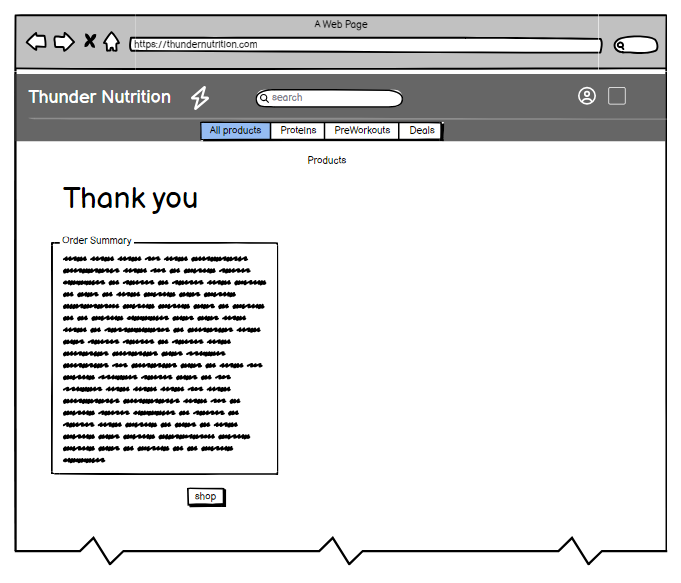 A Web Page
https://thundernutrition.com
Thunder Nutrition
search
All products
Proteins
PreWorkouts
Deals
Products
Thank you
Order Summary
shop